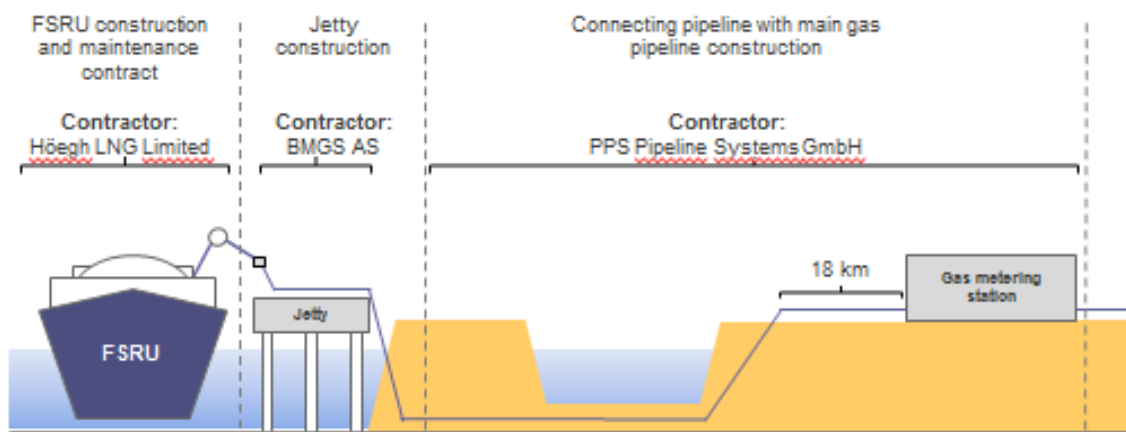 FSRU construction
and maintenance
contract
Contractor:
Höegh LNG Limited
Jetty
construction
Contractor:
BMGS AS
Connecting pipeline with main gas
pipeline construction
Contractor:
PPS Pipeline Systems GmbH
FSRU
Jetty
18 km
Gas metering
station